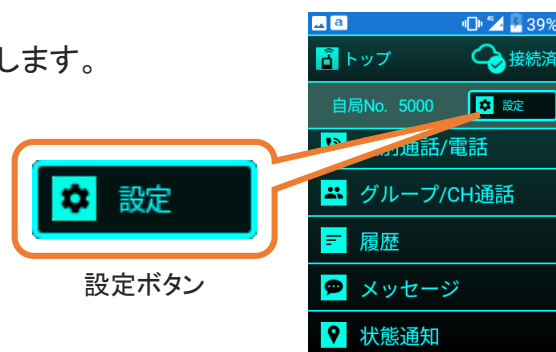 します。
39%
トップ
接続済
自局No. 5000
設定
通話/電話
グループ/CH通話
履歴
メッセージ
状態通知
設定
設定ボタン